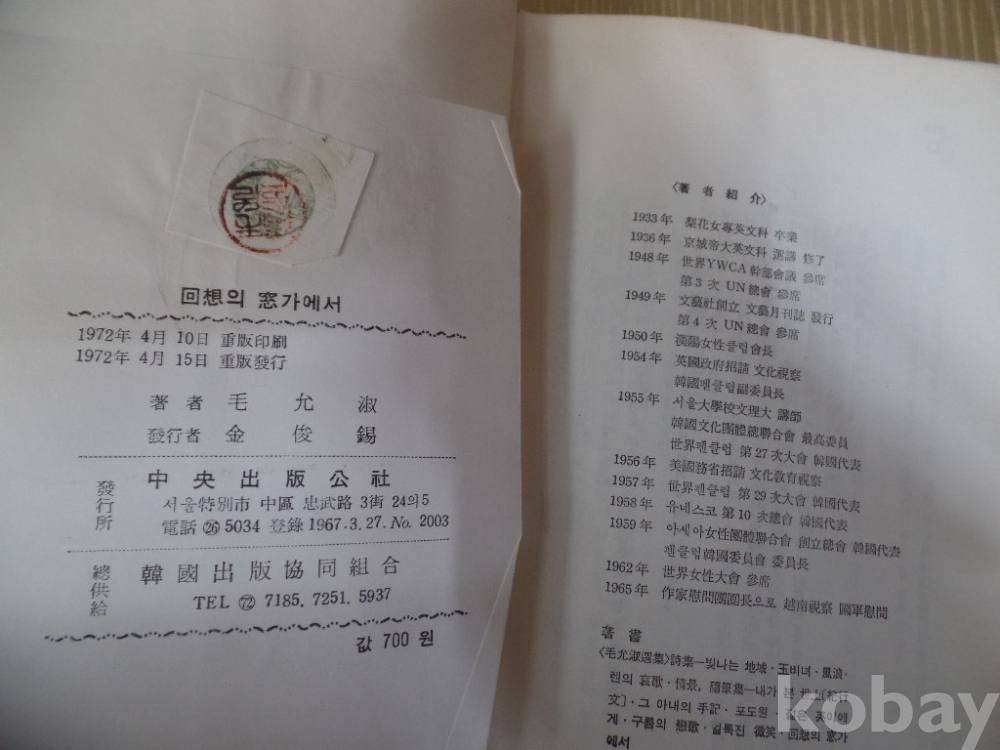 回想의 窓가에서
1972年 4月 10日 重版印刷
1972年 4月 15日 重版發行
著者 毛允淑
發行者 金俊錫
發行所
中央出版公社
서울特別市 中區 忠武路 3街 24의5
電話 ㉖ 5034 登錄 1967.3.27. No. 2003
總供給
韓國出版協同組合
TEL 72 7185. 7251. 5937
값 700 원
〈著者紹介〉
1933年 梨花女專英文科 卒業
1936年 京城帝大英文科 選講 修了
1948年 世界YWCA幹部會議 參席
第3次 UN總會 參席
1949年 文藝社創立 文藝月刊誌 發行
第4次 UN總會 參席
1950年 漢陽女性클럽會長
1954年 英國政府招請 文化視察
韓國펜클럽副委員長
1955年 서울大學校文理大 講師
韓國文化團體總聯合會 最高委員
世界펜클럽 第27次大會 韓國代表
1956年 美國務省招請 文化敎育視察
1957年 世界펜클럽 第29次大會 韓國代表
1958年 유네스코 第10次總會 韓國代表
1959年 아세아女性團體聯合會 創立總會 韓國代表
펜클럽韓國委員會 委員長
1962年 世界女性大會 參席
1965年 作家慰問團團長으로 越南視察 國軍慰問
著書
〈毛允淑選集〉詩集—빛나는 地域·玉비녀·風浪·
렌의 哀歌·情景, 隨筆集—내가 본 世上[紀行
文]·그 아내의 手記·포도원·젊은
게·구름의 戀歌· 微笑·回想의 窓가
에서
kobay